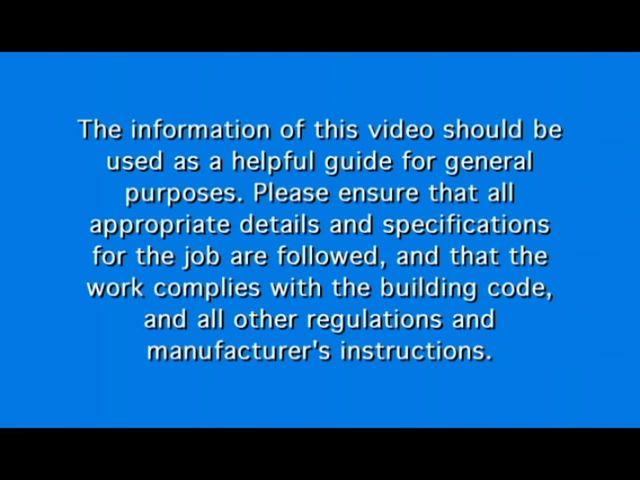 The information of this video should be
used as a helpful guide for general
purposes. Please ensure that all
appropriate details and specifications
for the job are followed, and that the
work complies with the building code,
and all other regulations and
manufacturer's instructions.